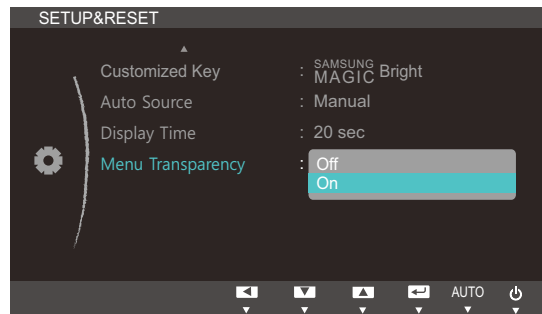 SETUP&RESET
Customized Key : SAMSUNG MAGIC Bright
Auto Source : Manual
Display Time : 20 sec
Menu Transparency : Off
On
AUTO